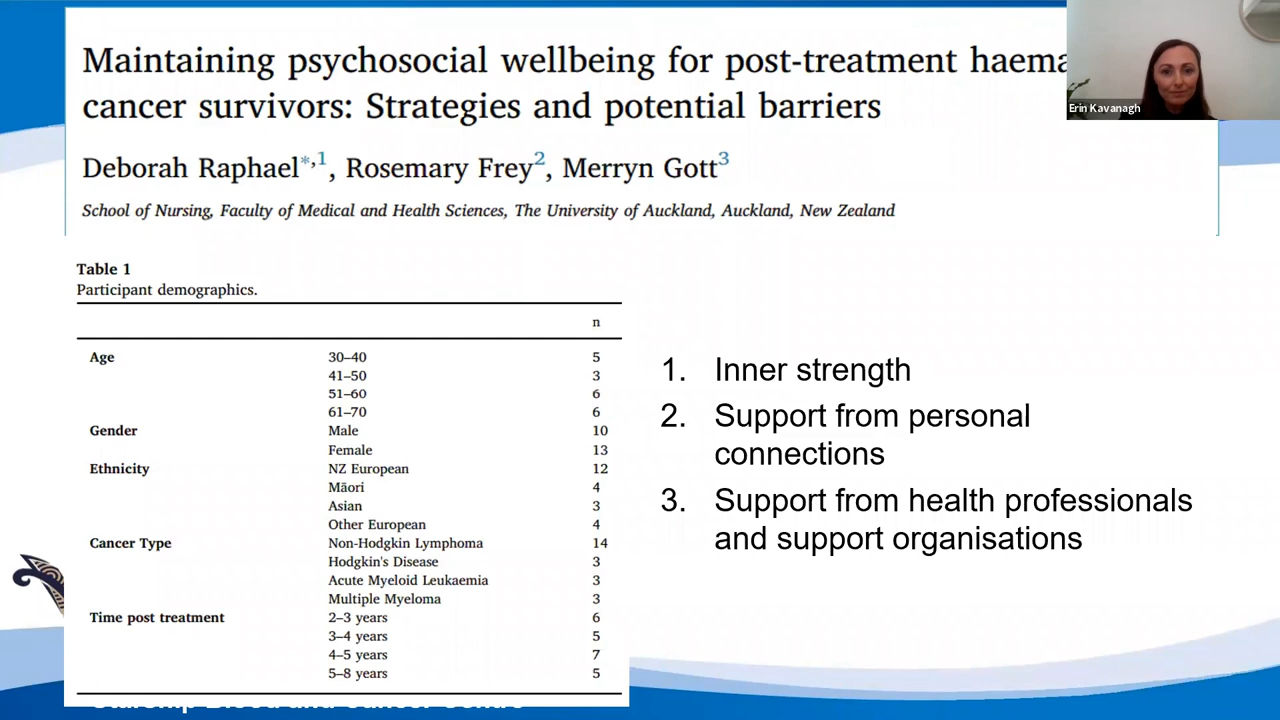 Maintaining psychosocial wellbeing for post-treatment haema
cancer survivors: Strategies and potential barriers
Erin Kavanagh
Deborah Raphael*,1, Rosemary Frey2, Merryn Gott3
School of Nursing, Faculty of Medical and Health Sciences, The University of Auckland, Auckland, New Zealand
Table 1
Participant demographics.
n
Age 30–40 5
41–50 3
51–60 6
61–70 6
Gender Male 10
Female 13
Ethnicity NZ European 12
Māori 4
Asian 3
Other European 4
Cancer Type Non-Hodgkin Lymphoma 14
Hodgkin's Disease 3
Acute Myeloid Leukaemia 3
Multiple Myeloma 3
Time post treatment 2–3 years 6
3–4 years 5
4–5 years 7
5–8 years 5
1. Inner strength
2. Support from personal
connections
3. Support from health professionals
and support organisations